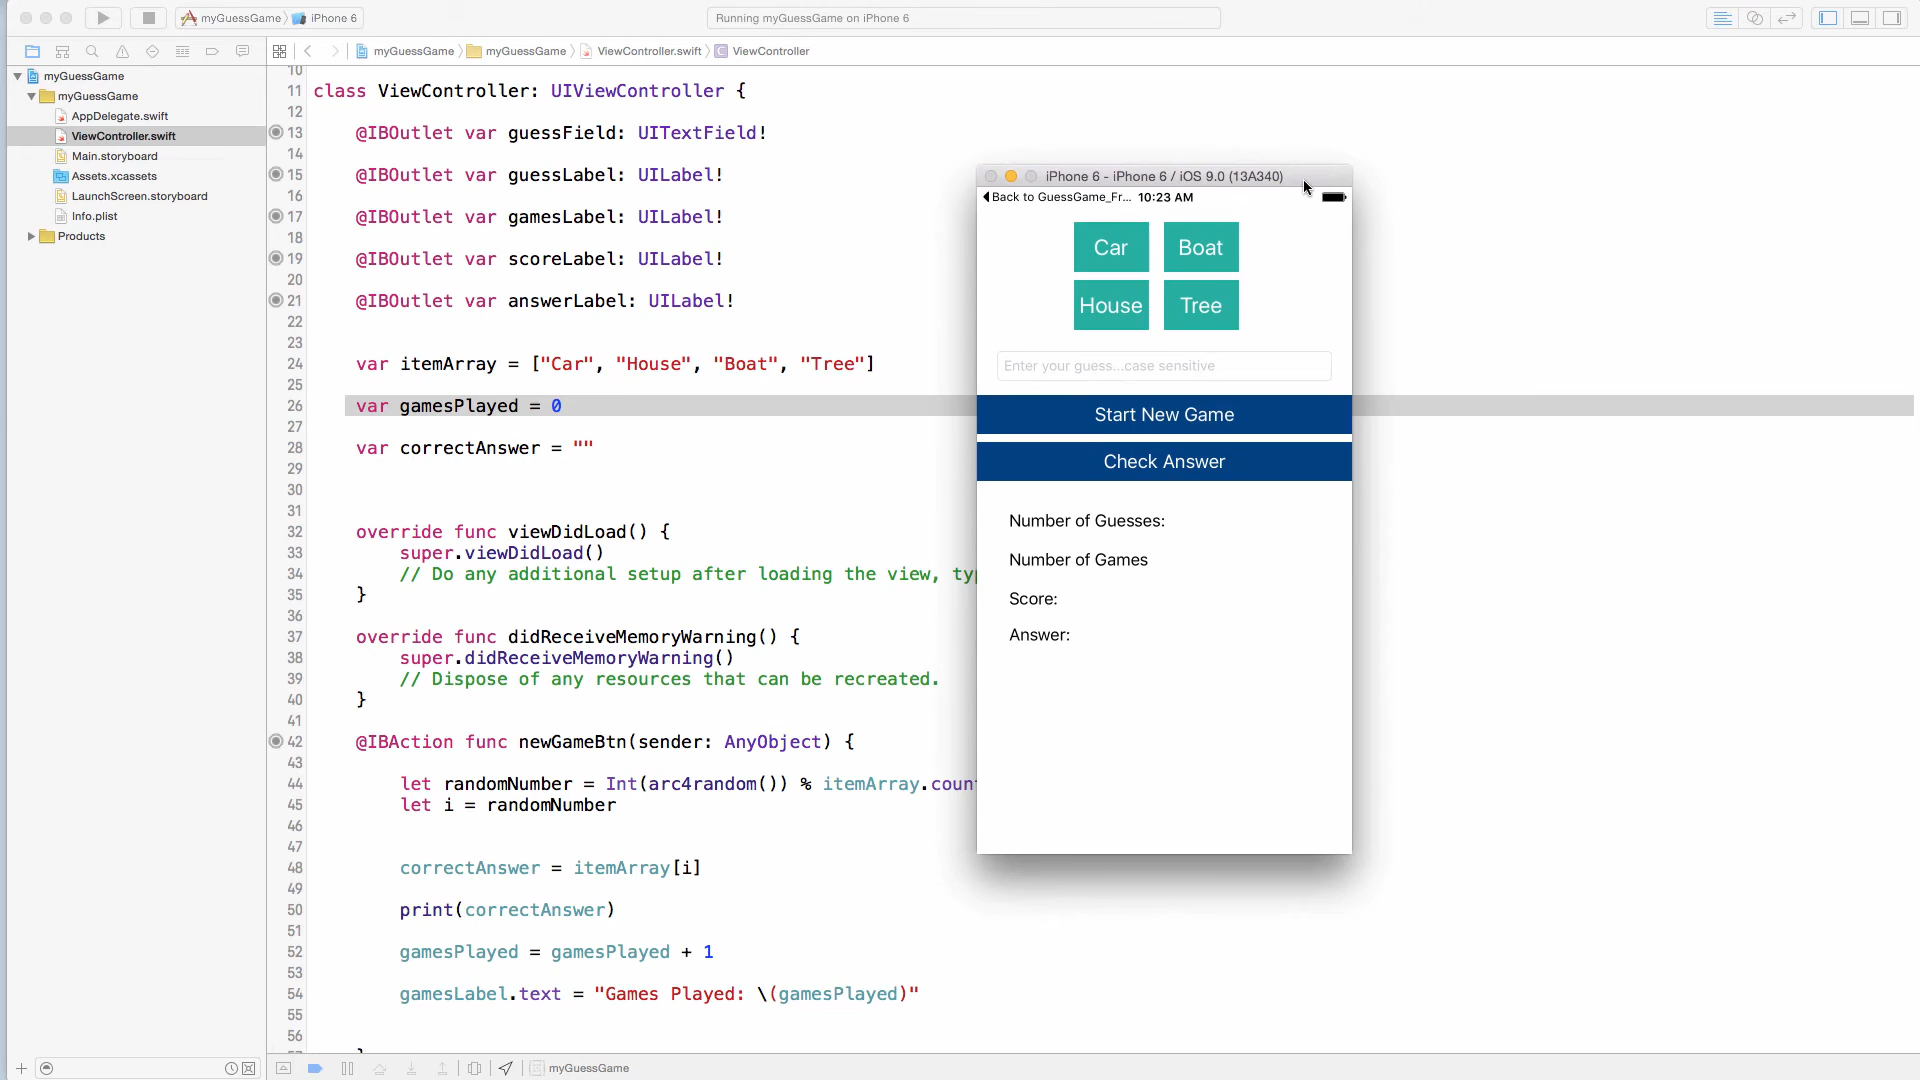 myGuessGame
iPhone 6
Running myGuessGame on iPhone 6
myGuessGame
myGuessGame
ViewController.swift
ViewController
myGuessGame
myGuessGame
AppDelegate.swift
ViewController.swift
Main.storyboard
Assets.xcassets
LaunchScreen.storyboard
Info.plist
Products
10
11 class ViewController: UIViewController {
12
13 @IBOutlet var guessField: UITextField!
14
15 @IBOutlet var guessLabel: UILabel!
16
17 @IBOutlet var gamesLabel: UILabel!
18
19 @IBOutlet var scoreLabel: UILabel!
20
21 @IBOutlet var answerLabel: UILabel!
22
23
24 var itemArray = ["Car", "House", "Boat", "Tree"]
25
26 var gamesPlayed = 0
27
28 var correctAnswer = ""
29
30
31
32 override func viewDidLoad() {
33 super.viewDidLoad()
34 // Do any additional setup after loading the view, typ
35 }
36
37 override func didReceiveMemoryWarning() {
38 super.didReceiveMemoryWarning()
39 // Dispose of any resources that can be recreated.
40 }
41
42 @IBAction func newGameBtn(sender: AnyObject) {
43
44 let randomNumber = Int(arc4random()) % itemArray.coun
45 let i = randomNumber
46
47
48 correctAnswer = itemArray[i]
49
50 print(correctAnswer)
51
52 gamesPlayed = gamesPlayed + 1
53
54 gamesLabel.text = "Games Played: \(gamesPlayed)"
55
56
iPhone 6 - iPhone 6 / iOS 9.0 (13A340)
Back to GuessGame_Fr... 10:23 AM
Car
Boat
House
Tree
Enter your guess...case sensitive
Start New Game
Check Answer
Number of Guesses:
Number of Games
Score:
Answer:
myGuessGame